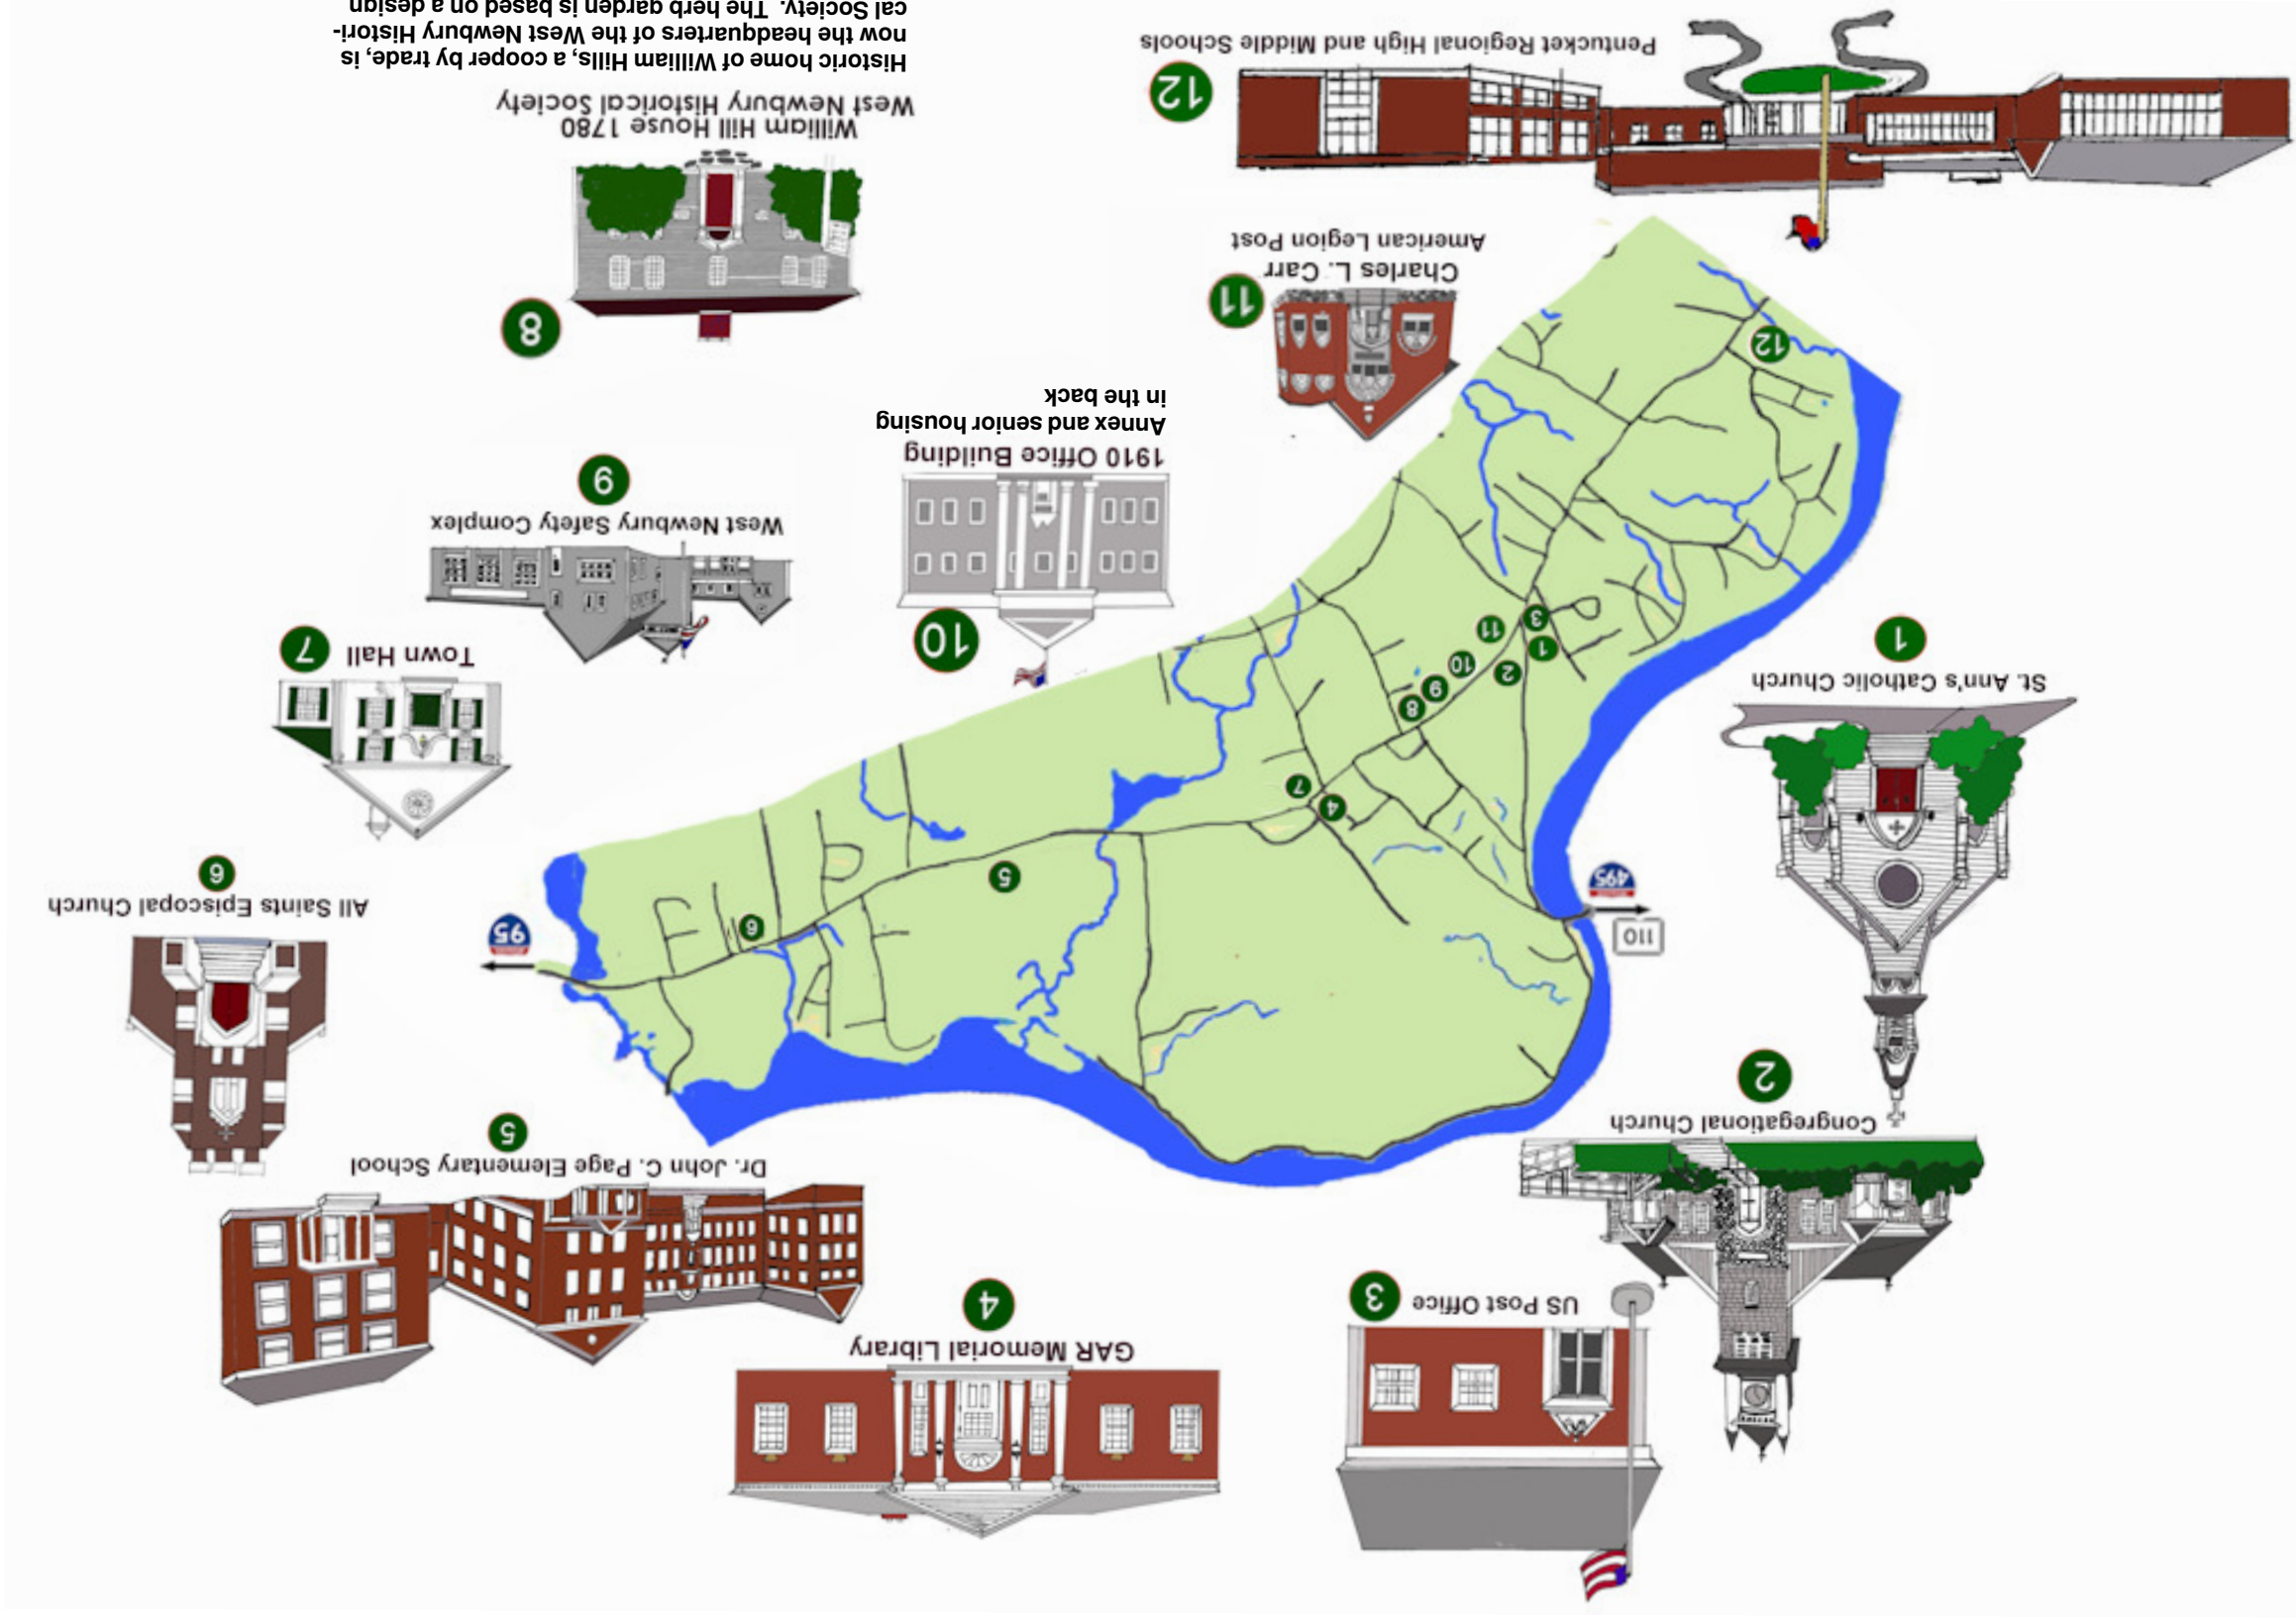 GAR Memorial Library
4
US Post Office 3
Dr. John C. Page Elementary School
5
Congregational Church
2
110
495
95
All Saints Episcopal Church
6
St. Ann's Catholic Church
1
6
5
4
7
8
9
10
2
1
11
3
12
Town Hall 7
10
West Newbury Safety Complex
9
1910 Office Building
Annex and senior housing
in the back
8
11
Charles L. Carr
American Legion Post
William Hill House 1780
West Newbury Historical Society
Historic home of William Hills, a cooper by trade, is
now the headquarters of the West Newbury Histori-
cal Society. The herb garden is based on a design
12
Pentucket Regional High and Middle Schools